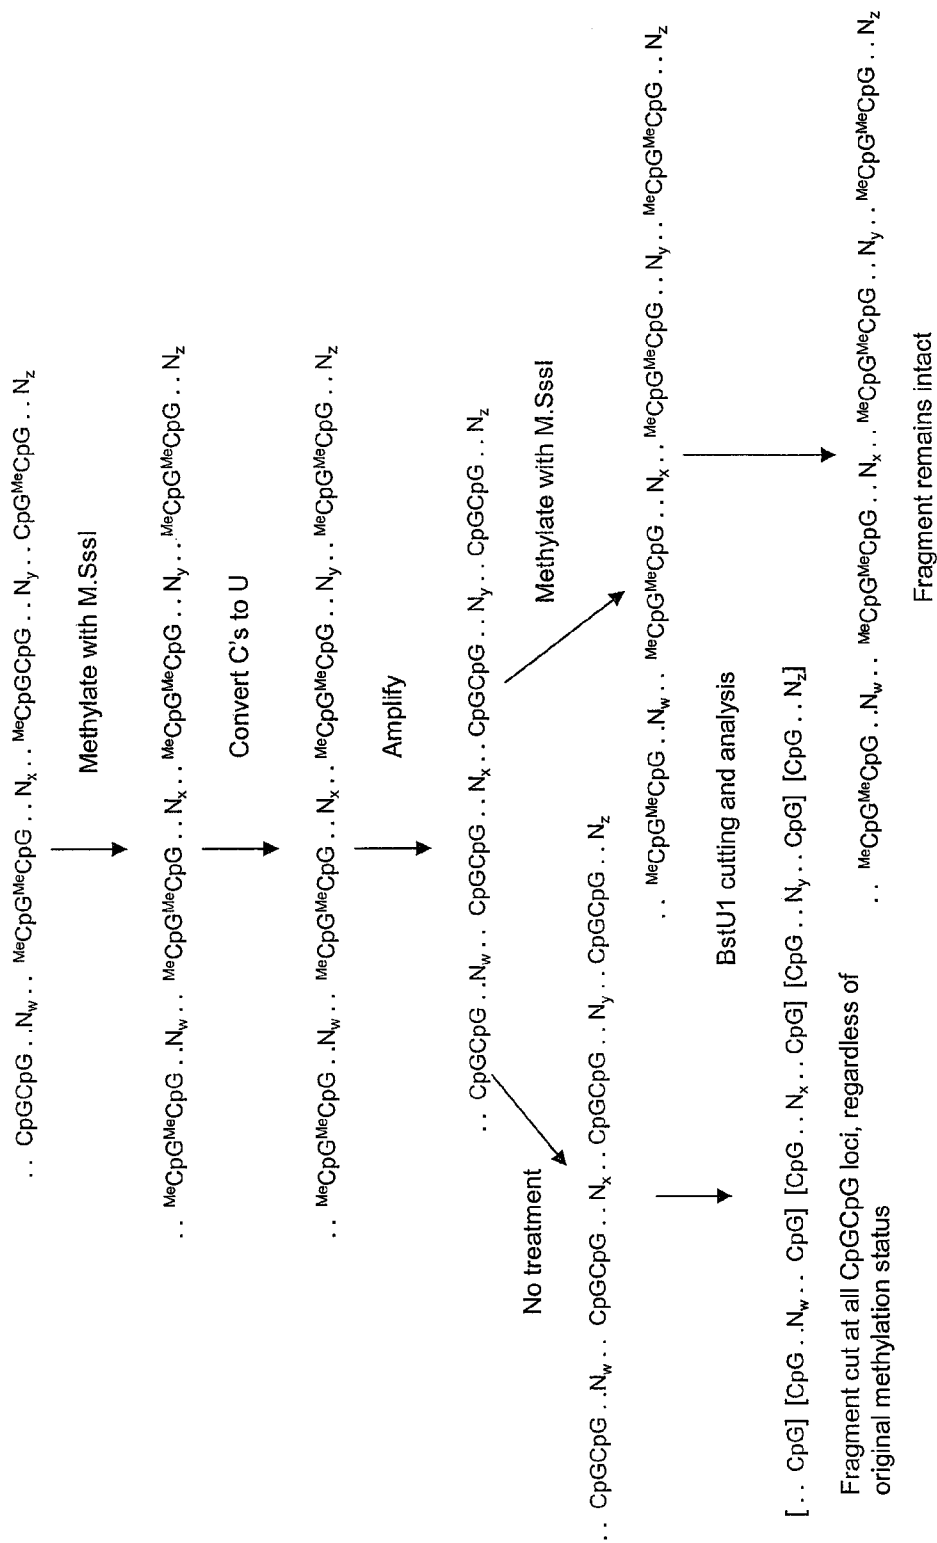 . . CpGCpG . .Nw. . MeCpGMeCpG . . Nx. . MeCpGCpG . . Ny. . CpGMeCpG . . Nz
Methylate with M.SssI
. . MeCpGMeCpG . .Nw. . MeCpGMeCpG . . Nx. . MeCpGMeCpG . . Ny. . MeCpGMeCpG . . Nz
Convert C's to U
. . MeCpGMeCpG . .Nw. . MeCpGMeCpG . . Nx. . MeCpGMeCpG . . Ny. . MeCpGMeCpG . . Nz
Amplify
. . CpGCpG . .Nw. . CpGCpG . . Nx. . CpGCpG . . Ny. . CpGCpG . . Nz
No treatment
Methylate with M.SssI
. . CpGCpG . .Nw. . CpGCpG . . Nx. . CpGCpG . . Ny. . CpGCpG . . Nz
. . MeCpGMeCpG . .Nw. . MeCpGMeCpG . . Nx. . MeCpGMeCpG . . Ny. . MeCpGMeCpG . . Nz
BstU1 cutting and analysis
[. . CpG] [CpG . .Nw. . CpG] [CpG . . Nx. . CpG] [CpG . . Ny. . CpG] [CpG . . Nz]
Fragment cut at all CpGCpG loci, regardless of
original methylation status
. . MeCpGMeCpG . .Nw. . MeCpGMeCpG . . Nx. . MeCpGMeCpG . . Ny. . MeCpGMeCpG . . Nz
Fragment remains intact